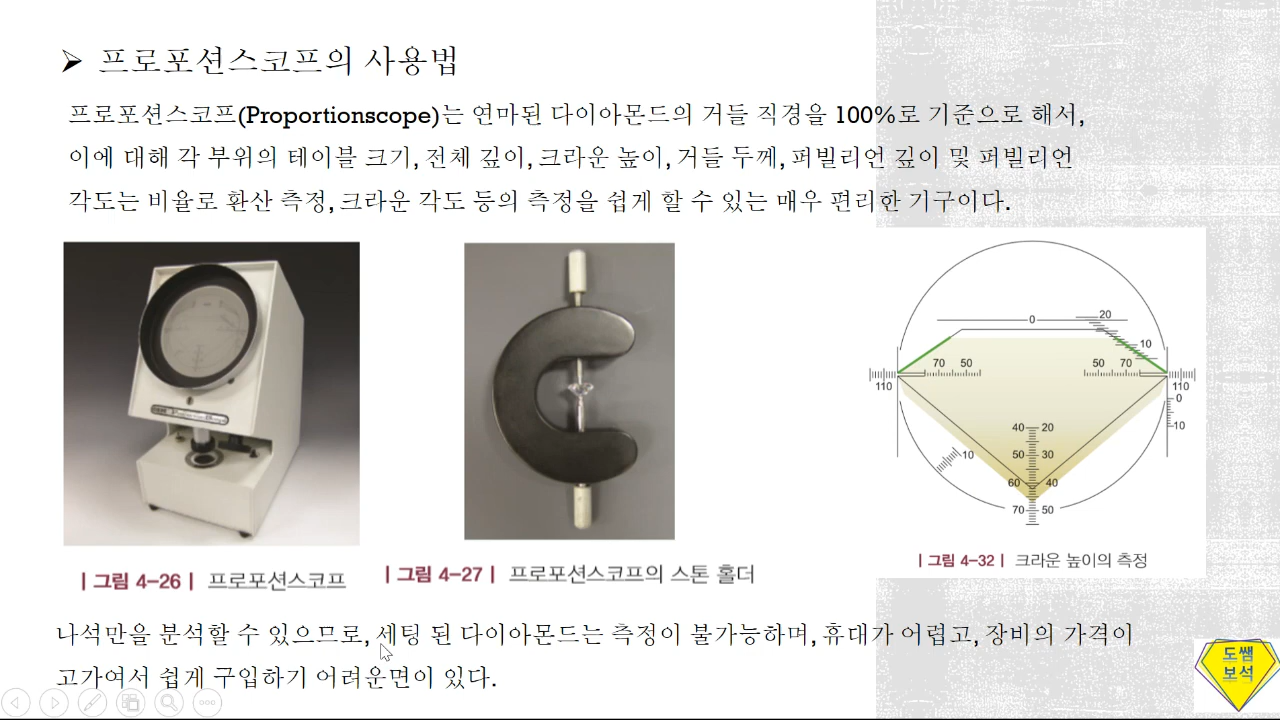 프로포션스코프의 사용법
프로포션스코프(Proportionscope)는 연마된 다이아몬드의 거들 직경을 100%로 기준으로 해서,
이에 대해 각 부위의 테이블 크기, 전체 깊이, 크라운 높이, 거들 두께, 퍼빌리언 깊이 및 퍼빌리언
각도는 비율로 환산 측정, 크라운 각도 등의 측정을 쉽게 할 수 있는 매우 편리한 기구이다.
0 20
10
70 50 50 70
110 110
0
10
40 20
10 50 30
60 40
70 50
| 그림 4-26 | 프로포션스코프
| 그림 4-27 | 프로포션스코프의 스톤 홀더
| 그림 4-32 | 크라운 높이의 측정
나석만을 분석할 수 있으므로, 세팅 된 다이아몬드는 측정이 불가능하며, 휴대가 어렵고, 장비의 가격이
고가여서 쉽게 구입하기 어려운면이 있다.
도쌤
보석